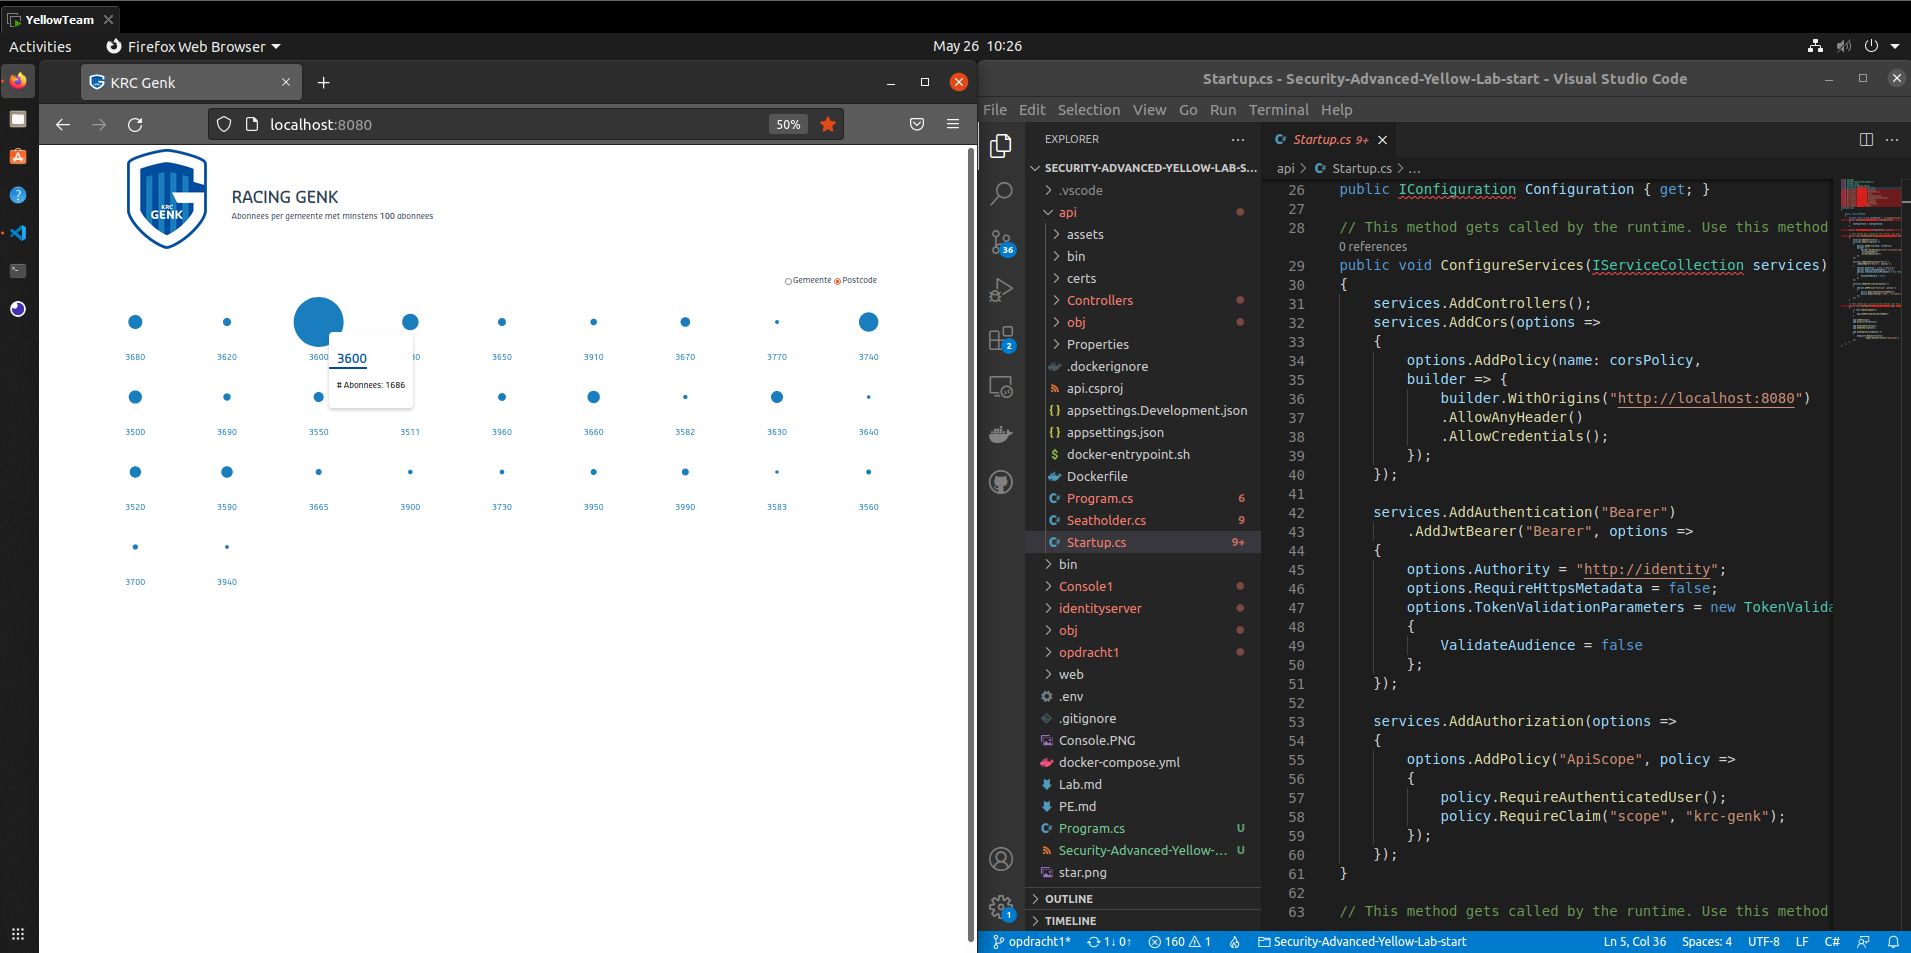 YellowTeam
Activities
Firefox Web Browser
May 26 10:26
KRC Genk
localhost:8080
50%
KRC
GENK
RACING GENK
Abonnees per gemeente met minstens 100 abonnees
Gemeente Postcode
3680 3620 3600 3650 3910 3670 3770 3740
3600
# Abonnees: 1686
3500 3690 3550 3511 3960 3660 3582 3630 3640
3520 3590 3665 3900 3730 3950 3990 3583 3560
3700 3940
Startup.cs - Security-Advanced-Yellow-Lab-start - Visual Studio Code
File Edit Selection View Go Run Terminal Help
36
2
1
EXPLORER
SECURITY-ADVANCED-YELLOW-LAB-S...
.vscode
api
assets
bin
certs
Controllers
obj
Properties
.dockerignore
api.csproj
appsettings.Development.json
appsettings.json
docker-entrypoint.sh
Dockerfile
Program.cs 6
Seatholder.cs 9
Startup.cs 9+
bin
Console1
identityserver
obj
opdracht1
web
.env
.gitignore
Console.PNG
docker-compose.yml
Lab.md
PE.md
Program.cs U
Security-Advanced-Yellow-... U
star.png
OUTLINE
TIMELINE
Startup.cs 9+
api > Startup.cs > ...
26 public IConfiguration Configuration { get; }
27
28 // This method gets called by the runtime. Use this method
0 references
29 public void ConfigureServices(IServiceCollection services)
30 {
31 services.AddControllers();
32 services.AddCors(options =>
33 {
34 options.AddPolicy(name: corsPolicy,
35 builder => {
36 builder.WithOrigins("http://localhost:8080")
37 .AllowAnyHeader()
38 .AllowCredentials();
39 });
40 });
41
42 services.AddAuthentication("Bearer")
43 .AddJwtBearer("Bearer", options =>
44 {
45 options.Authority = "http://identity";
46 options.RequireHttpsMetadata = false;
47 options.TokenValidationParameters = new TokenValida
48 {
49 ValidateAudience = false
50 };
51 });
52
53 services.AddAuthorization(options =>
54 {
55 options.AddPolicy("ApiScope", policy =>
56 {
57 policy.RequireAuthenticatedUser();
58 policy.RequireClaim("scope", "krc-genk");
59 });
60 });
61 }
62
63 // This method gets called by the runtime. Use this method
opdracht1* 1↓ 0↑ 160 1 Security-Advanced-Yellow-Lab-start Ln 5, Col 36 Spaces: 4 UTF-8 LF C#